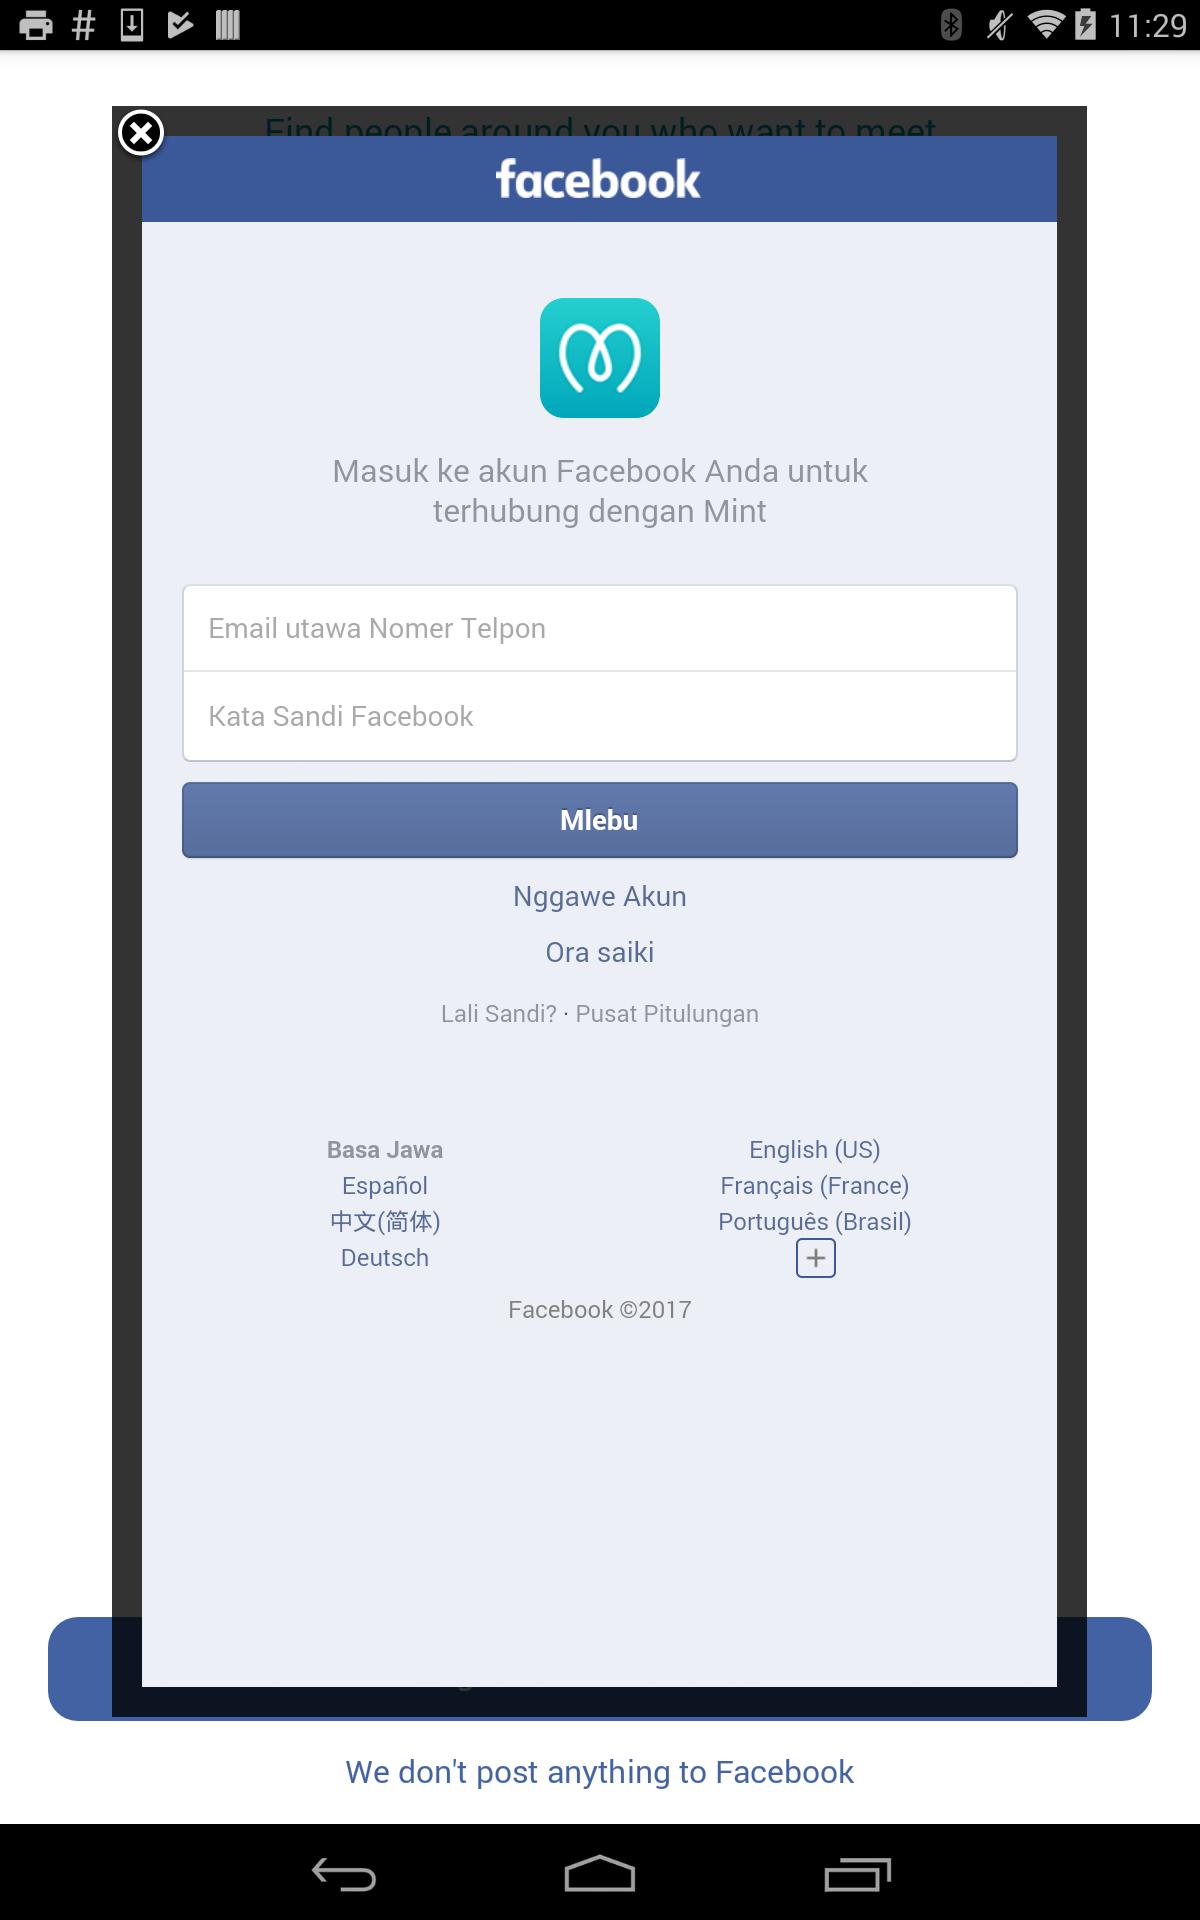 11:29
Find people around you who want to meet
facebook
Masuk ke akun Facebook Anda untuk
terhubung dengan Mint
Email utawa Nomer Telpon
Kata Sandi Facebook
Mlebu
Nggawe Akun
Ora saiki
Lali Sandi? · Pusat Pitulungan
Basa Jawa
English (US)
Español
Français (France)
中文(简体)
Português (Brasil)
Deutsch
Facebook ©2017
We don't post anything to Facebook